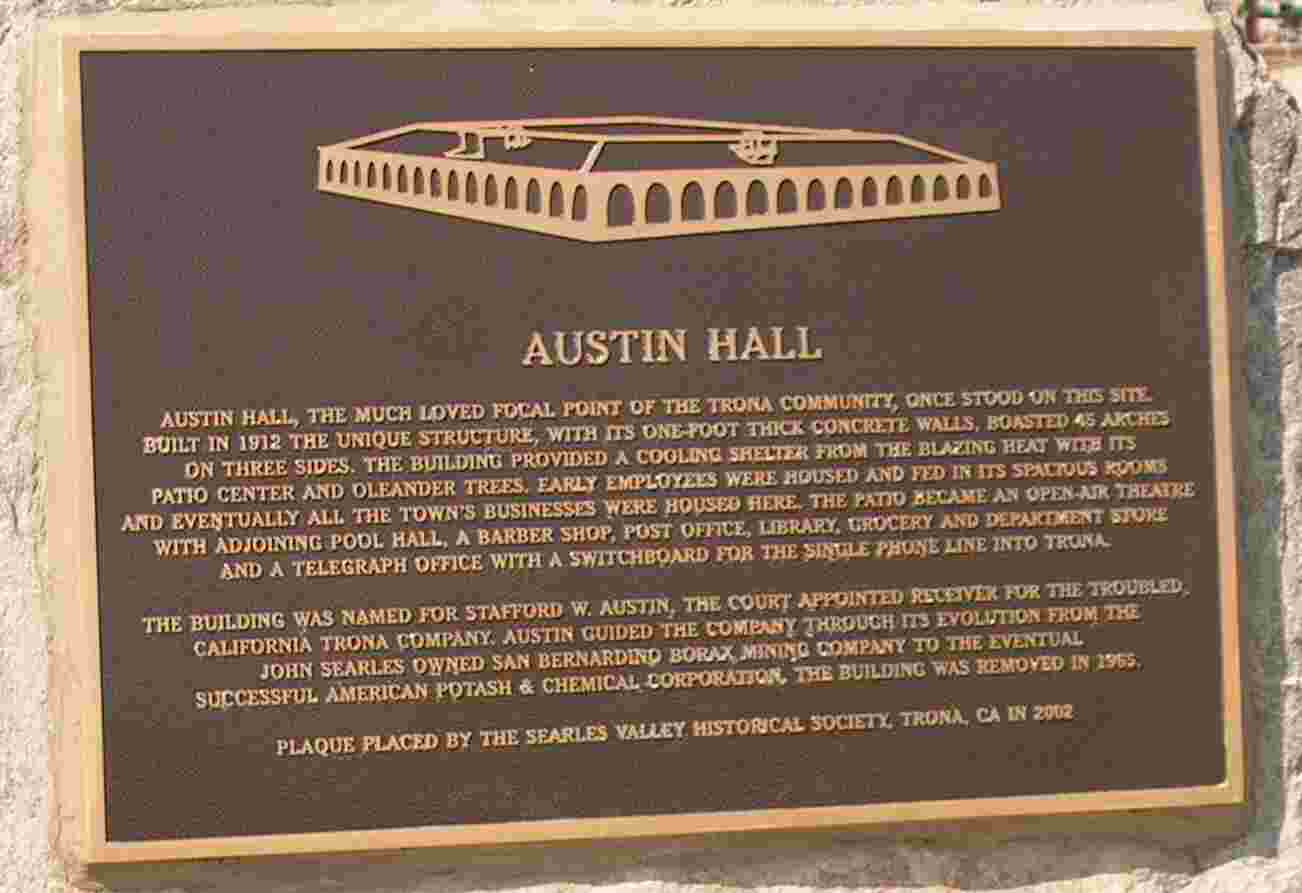 AUSTIN HALL
AUSTIN HALL, THE MUCH LOVED FOCAL POINT OF THE TRONA COMMUNITY, ONCE STOOD ON THIS SITE.
BUILT IN 1912 THE UNIQUE STRUCTURE, WITH ITS ONE-FOOT THICK CONCRETE WALLS, BOASTED 45 ARCHES
ON THREE SIDES. THE BUILDING PROVIDED A COOLING SHELTER FROM THE BLAZING HEAT WITH ITS
PATIO CENTER AND OLEANDER TREES. EARLY EMPLOYEES WERE HOUSED AND FED IN ITS SPACIOUS ROOMS
AND EVENTUALLY ALL THE TOWN'S BUSINESSES WERE HOUSED HERE. THE PATIO BECAME AN OPEN-AIR THEATRE
WITH ADJOINING POOL HALL, A BARBER SHOP, POST OFFICE, LIBRARY, GROCERY AND DEPARTMENT STORE
AND A TELEGRAPH OFFICE WITH A SWITCHBOARD FOR THE SINGLE PHONE LINE INTO TRONA.
THE BUILDING WAS NAMED FOR STAFFORD W. AUSTIN, THE COURT APPOINTED RECEIVER FOR THE TROUBLED,
CALIFORNIA TRONA COMPANY. AUSTIN GUIDED THE COMPANY THROUGH ITS EVOLUTION FROM THE
JOHN SEARLES OWNED SAN BERNARDINO BORAX MINING COMPANY TO THE EVENTUAL
SUCCESSFUL AMERICAN POTASH & CHEMICAL CORPORATION. THE BUILDING WAS REMOVED IN 1965.
PLAQUE PLACED BY THE SEARLES VALLEY HISTORICAL SOCIETY, TRONA, CA IN 2002